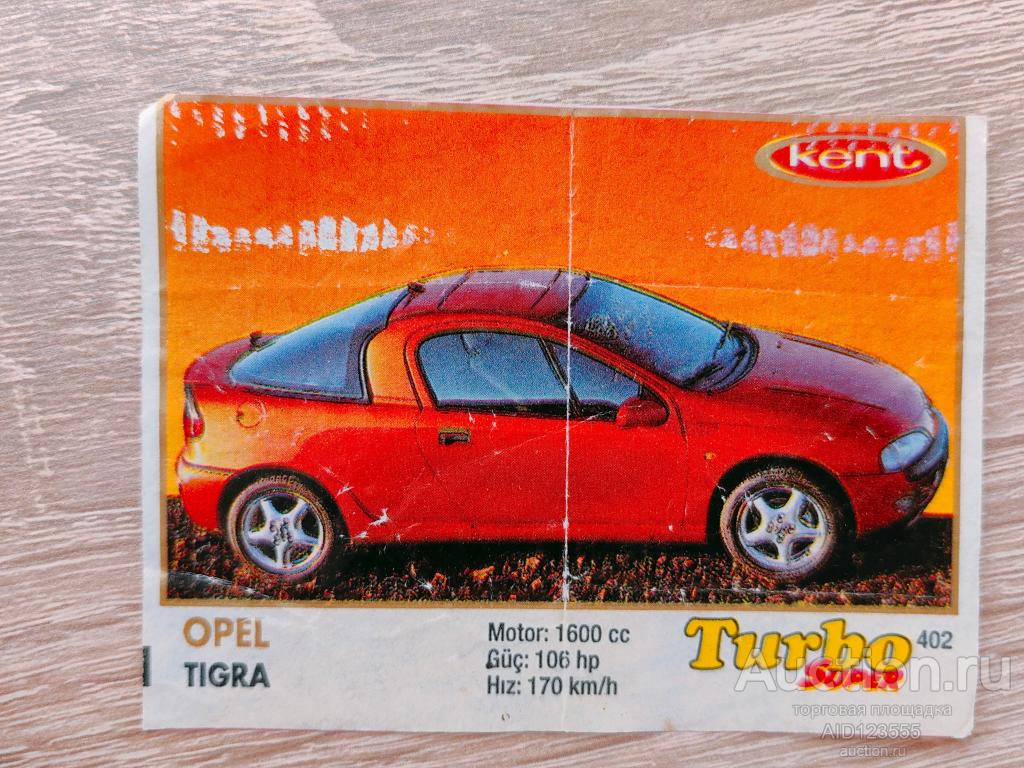 Kent
OPEL
TIGRA
Motor: 1600 cc
Güç: 106 hp
Hız: 170 km/h
Turbo
Super
402
Auction.ru
торговая площадка
AID123555
auction.ru